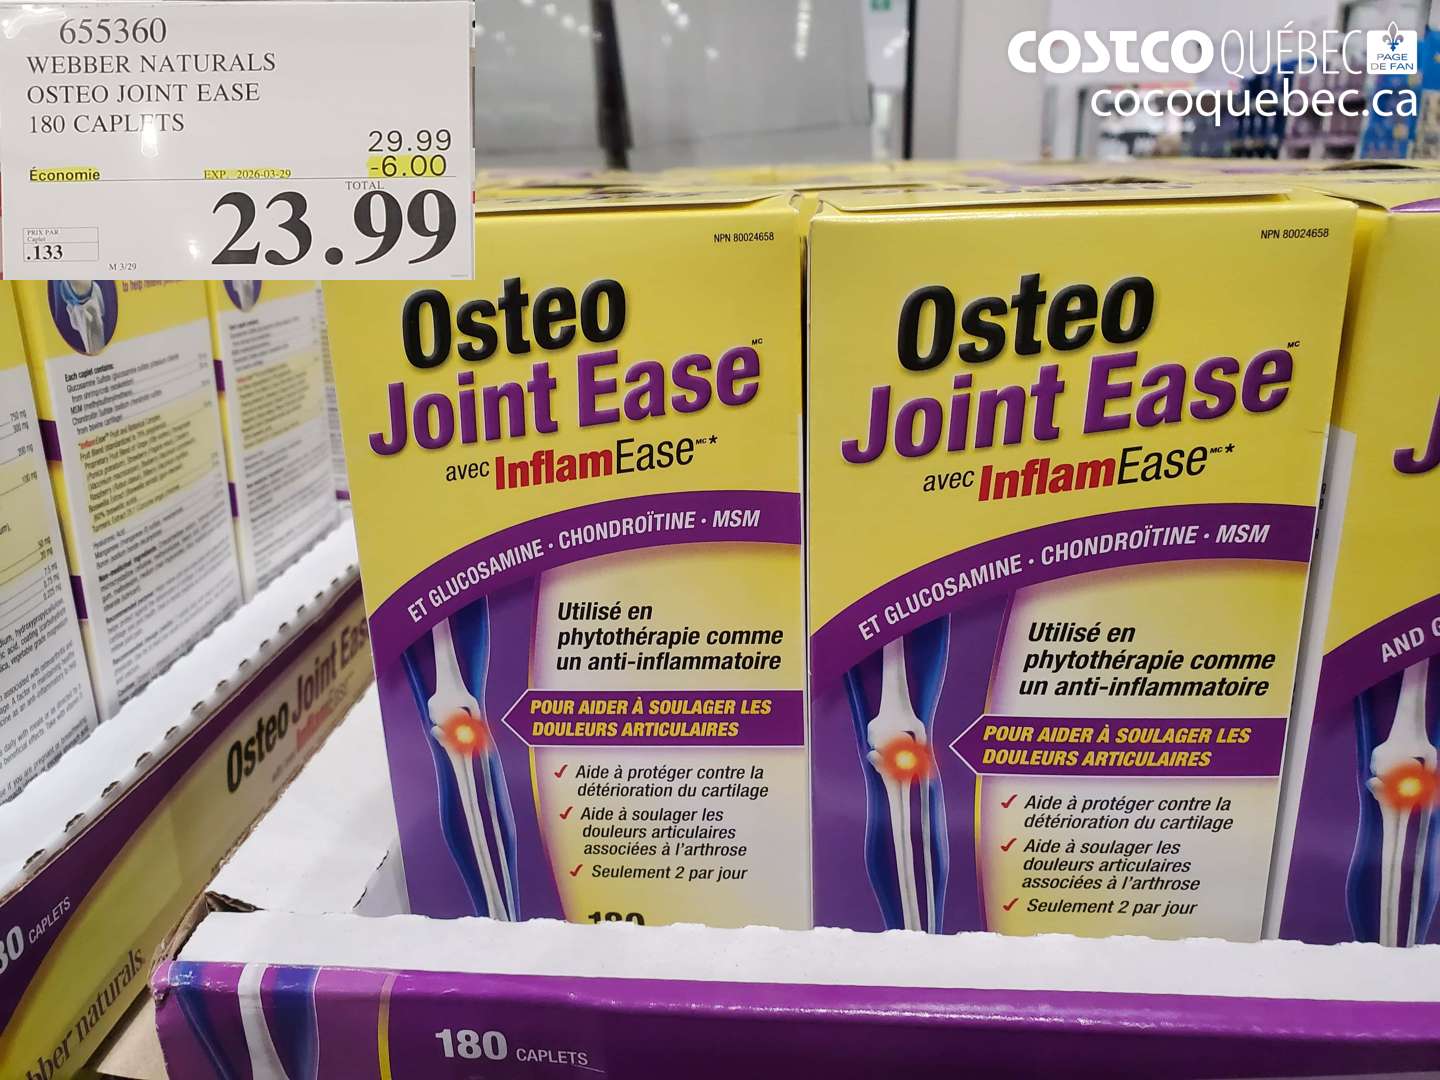 655360
WEBBER NATURALS
OSTEO JOINT EASE
180 CAPLETS
29.99
Économie EXP. 2026-03-29 -6.00
TOTAL
23.99
PRIX PAR
Caplet
.133
M 3/29
COSTCO QUÉBEC
PAGE
DE FAN
cocoquebec.ca
NPN 80024658
Osteo
Joint Ease MC
avec InflamEase MC*
ET GLUCOSAMINE · CHONDROÏTINE · MSM
Utilisé en
phytothérapie comme
un anti-inflammatoire
POUR AIDER À SOULAGER LES
DOULEURS ARTICULAIRES
✓ Aide à protéger contre la
détérioration du cartilage
✓ Aide à soulager les
douleurs articulaires
associées à l'arthrose
✓ Seulement 2 par jour
180
NPN 80024658
Osteo
Joint Ease MC
avec InflamEase MC*
ET GLUCOSAMINE · CHONDROÏTINE · MSM
Utilisé en
phytothérapie comme
un anti-inflammatoire
POUR AIDER À SOULAGER LES
DOULEURS ARTICULAIRES
✓ Aide à protéger contre la
détérioration du cartilage
✓ Aide à soulager les
douleurs articulaires
associées à l'arthrose
✓ Seulement 2 par jour
AND
Each caplet contains:
Osteo Joint Ease
CAPLETS
naturals
180 CAPLETS